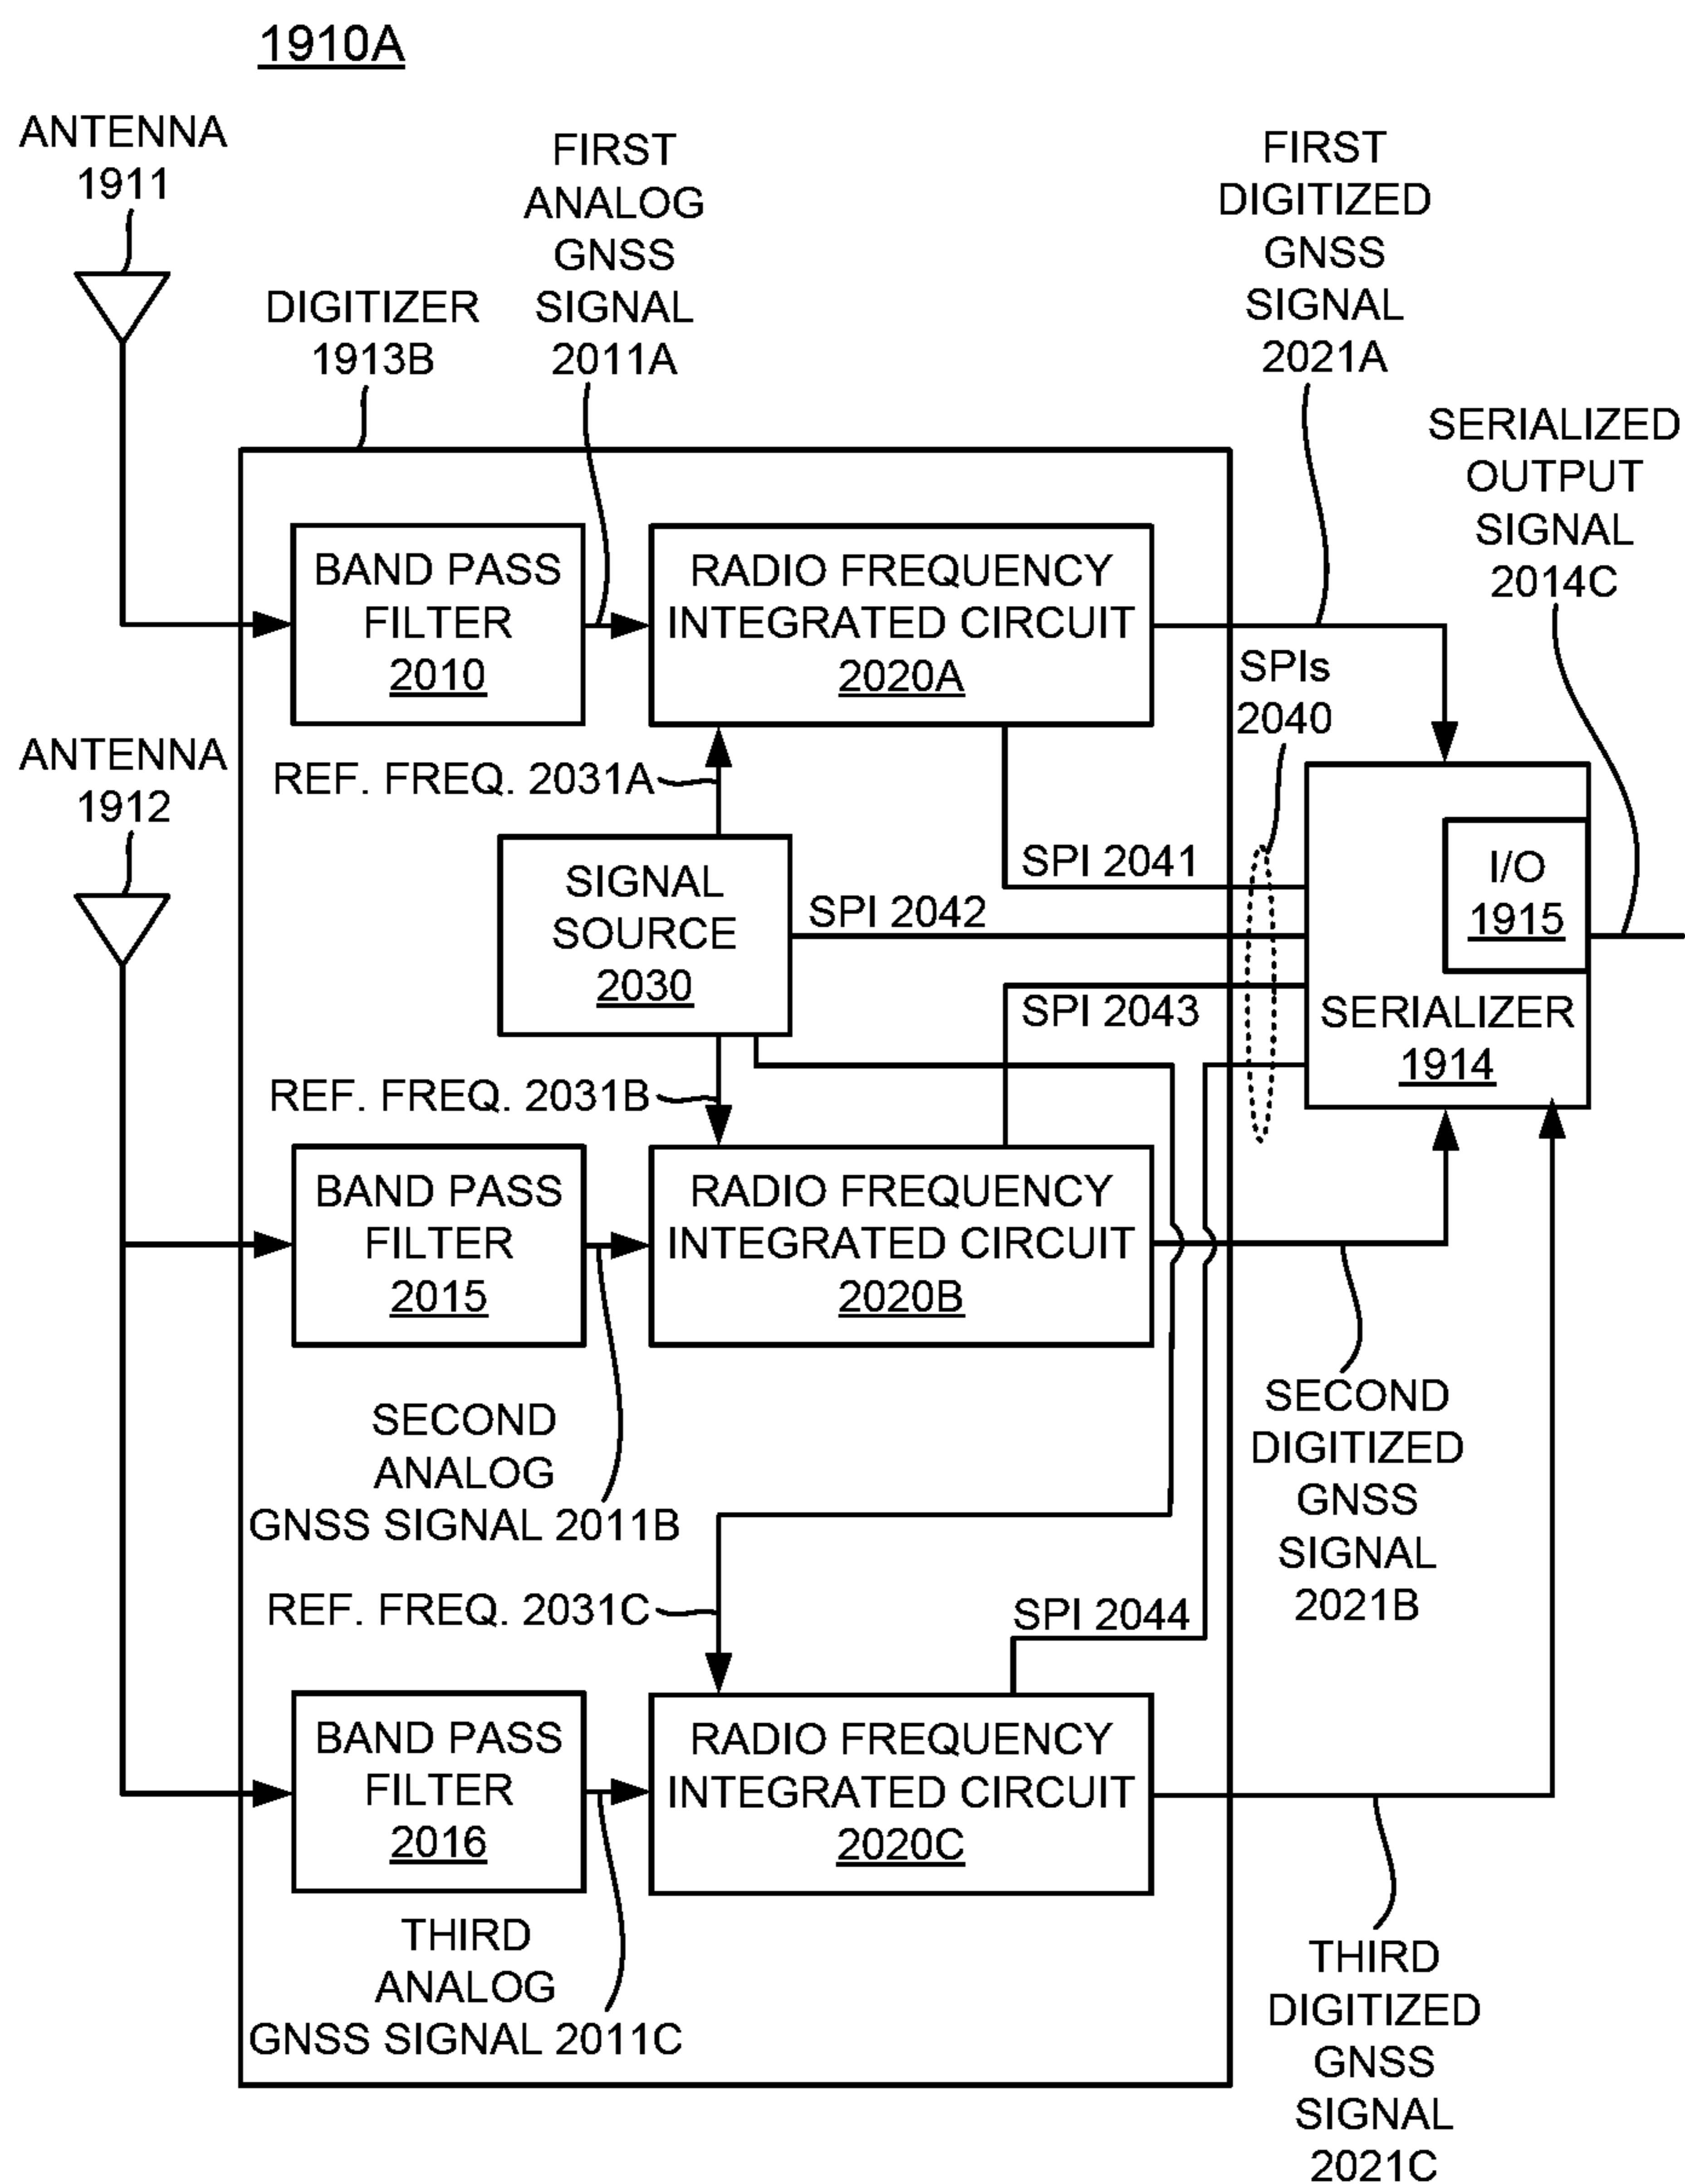 1910A
ANTENNA
1911
FIRST
ANALOG
GNSS
SIGNAL
2011A
FIRST
DIGITIZED
GNSS
SIGNAL
2021A
DIGITIZER
1913B
SERIALIZED
OUTPUT
SIGNAL
2014C
BAND PASS
FILTER
2010
RADIO FREQUENCY
INTEGRATED CIRCUIT
2020A
SPIs
2040
ANTENNA
1912
REF. FREQ. 2031A
SIGNAL
SOURCE
2030
SPI 2041
SPI 2042
SPI 2043
I/O
1915
SERIALIZER
1914
REF. FREQ. 2031B
BAND PASS
FILTER
2015
RADIO FREQUENCY
INTEGRATED CIRCUIT
2020B
SECOND
ANALOG
GNSS SIGNAL 2011B
SECOND
DIGITIZED
GNSS
SIGNAL
2021B
REF. FREQ. 2031C
SPI 2044
BAND PASS
FILTER
2016
RADIO FREQUENCY
INTEGRATED CIRCUIT
2020C
THIRD
ANALOG
GNSS SIGNAL 2011C
THIRD
DIGITIZED
GNSS
SIGNAL
2021C